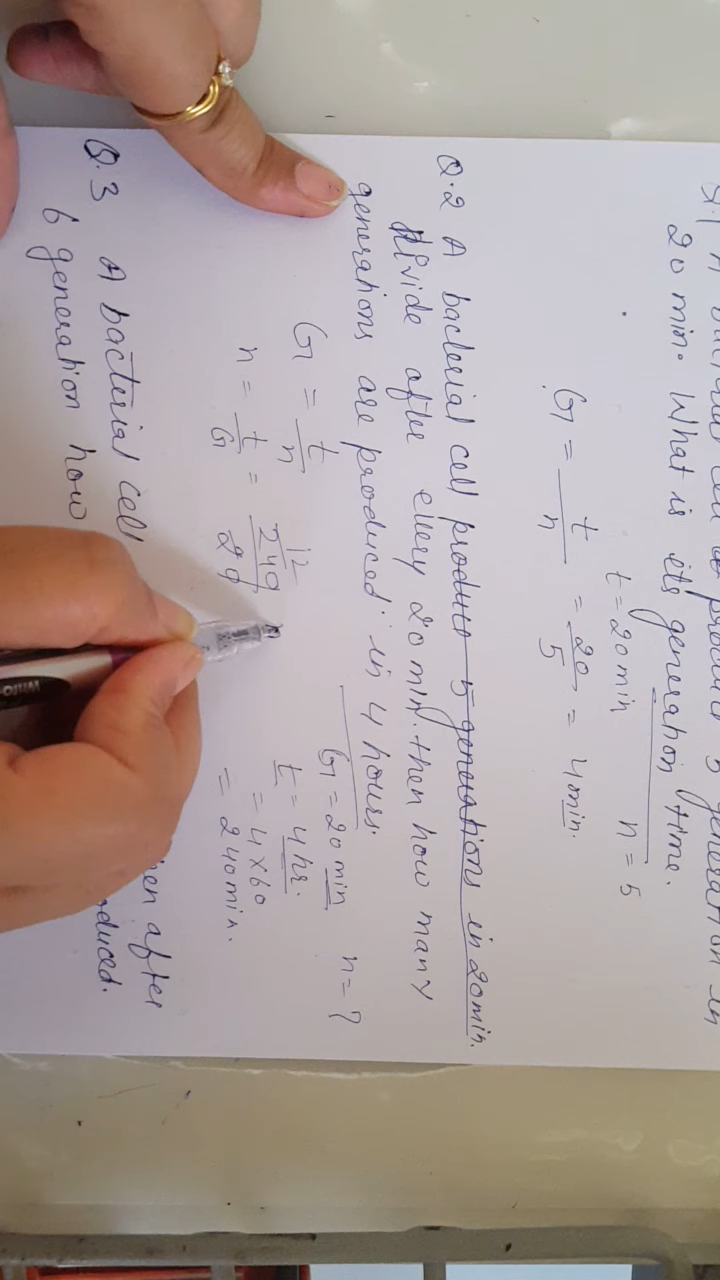 20 min. What is its generation time.
t = 20 min n = 5
G = t/n = 20/5 = 4 min.
Q.2 A bacterial cell produces 5 generations in 20 min.
divide after every 20 min. then how many
generations are produced in 4 hours.
G = 20 min n = ?
G = t/n t = 4 hr.
n = t/G = 240/20 12 = 4 x 60
= 240 min.
Q.3 A bacterial cell after
6 generation how produced.